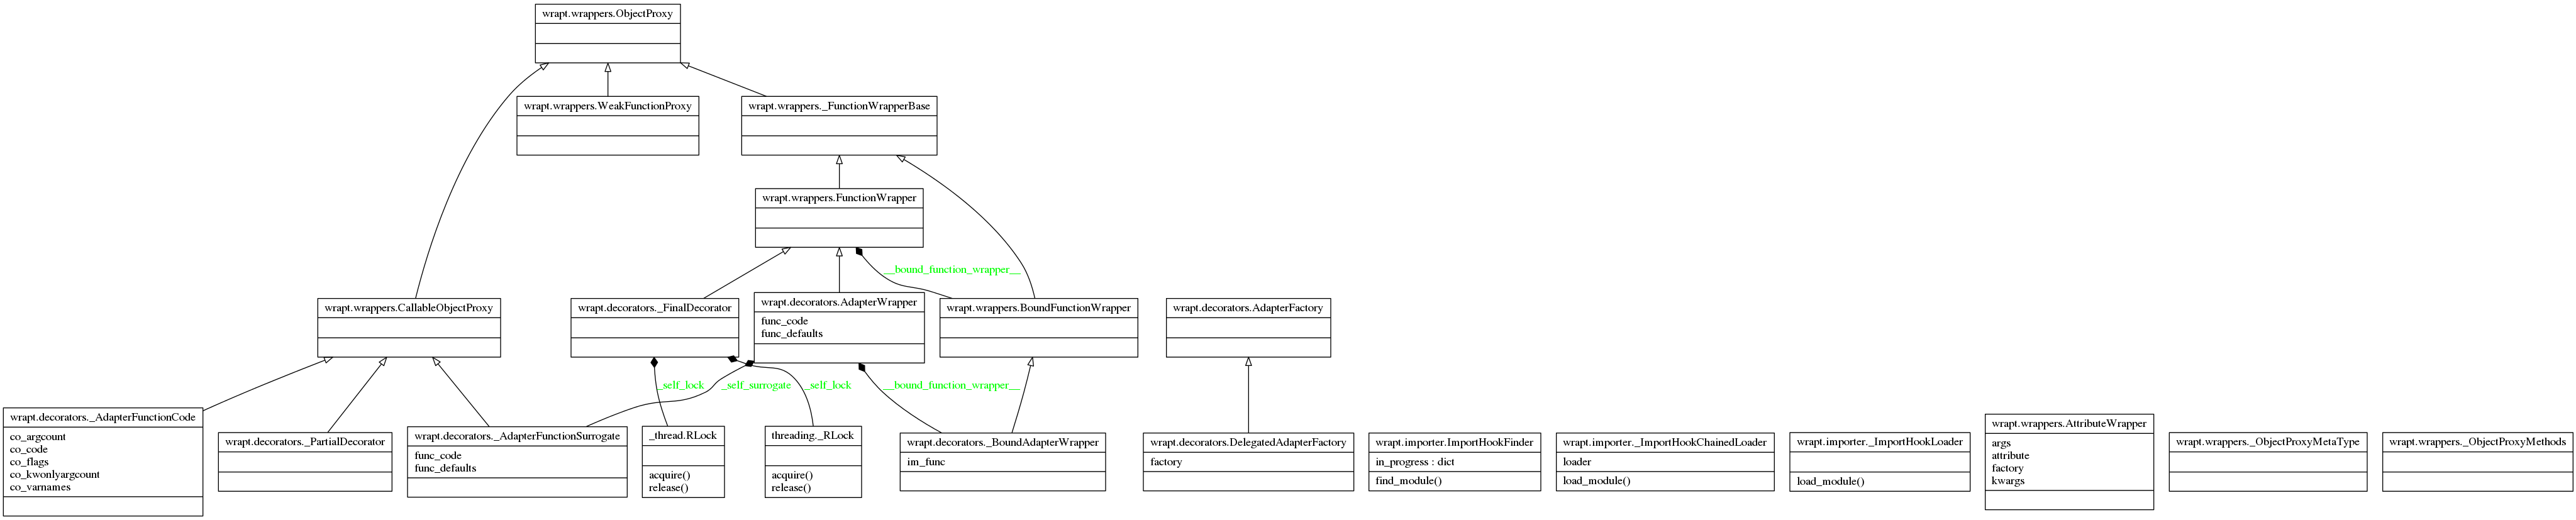 wrapt.wrappers.ObjectProxy
wrapt.wrappers.WeakFunctionProxy
wrapt.wrappers._FunctionWrapperBase
wrapt.wrappers.FunctionWrapper
__bound_function_wrapper__
wrapt.wrappers.CallableObjectProxy
wrapt.decorators._FinalDecorator
wrapt.decorators.AdapterWrapper
func_code
func_defaults
wrapt.wrappers.BoundFunctionWrapper
wrapt.decorators.AdapterFactory
_self_lock
_self_surrogate
_self_lock
__bound_function_wrapper__
wrapt.decorators._AdapterFunctionCode
co_argcount
co_code
co_flags
co_kwonlyargcount
co_varnames
wrapt.decorators._PartialDecorator
wrapt.decorators._AdapterFunctionSurrogate
func_code
func_defaults
_thread.RLock
acquire()
release()
threading._RLock
acquire()
release()
wrapt.decorators._BoundAdapterWrapper
im_func
wrapt.decorators.DelegatedAdapterFactory
factory
wrapt.importer.ImportHookFinder
in_progress : dict
find_module()
wrapt.importer._ImportHookChainedLoader
loader
load_module()
wrapt.importer._ImportHookLoader
load_module()
wrapt.wrappers.AttributeWrapper
args
attribute
factory
kwargs
wrapt.wrappers._ObjectProxyMetaType
wrapt.wrappers._ObjectProxyMethods